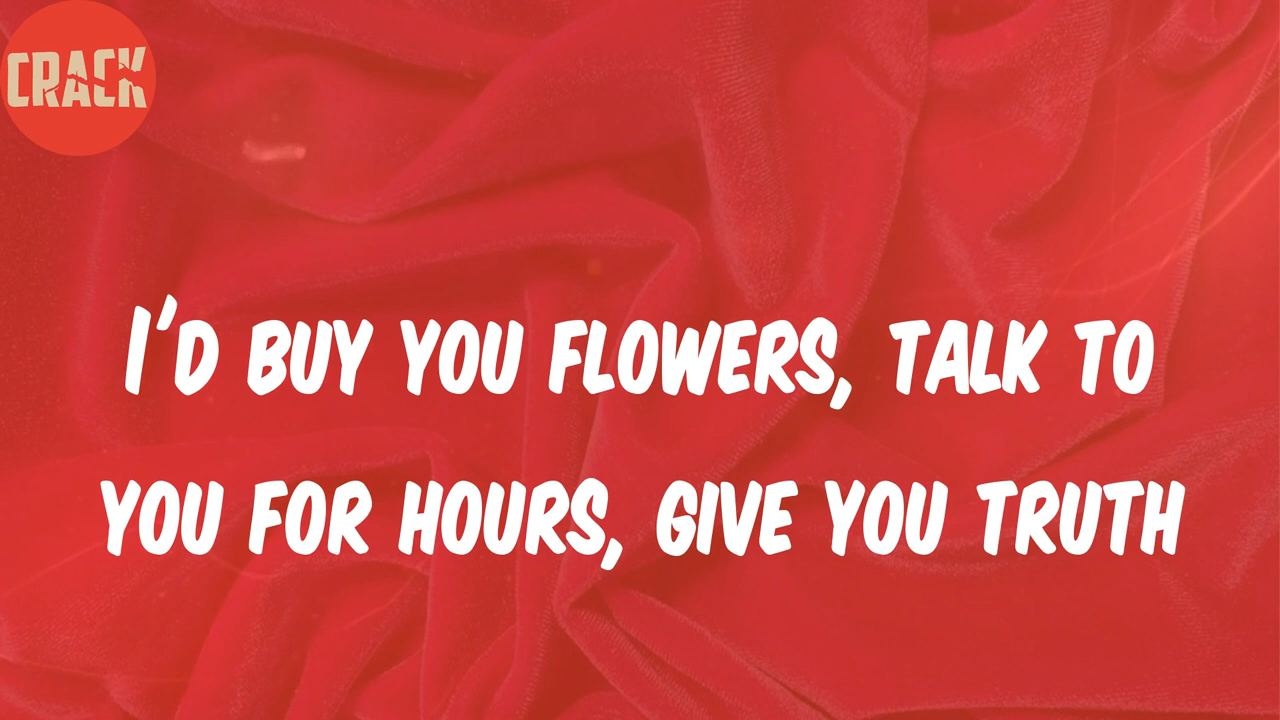 CRACK
I'D BUY YOU FLOWERS, TALK TO
YOU FOR HOURS, GIVE YOU TRUTH